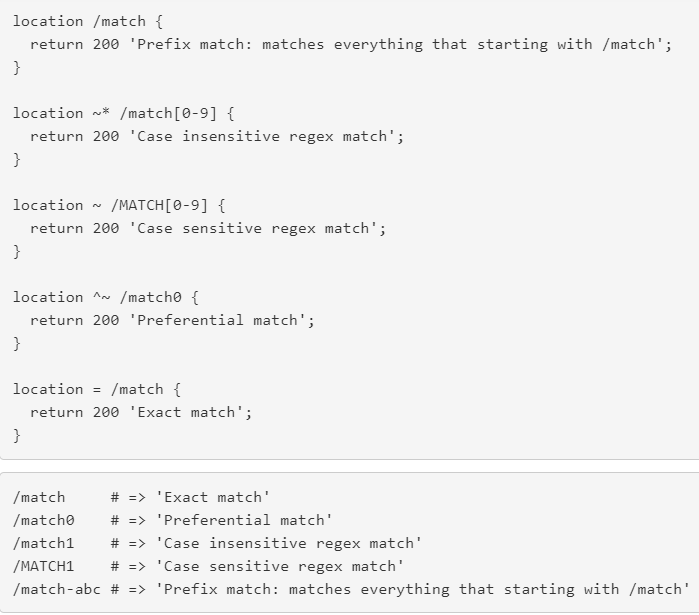 location /match {
  return 200 'Prefix match: matches everything that starting with /match';
}

location ~* /match[0-9] {
  return 200 'Case insensitive regex match';
}

location ~ /MATCH[0-9] {
  return 200 'Case sensitive regex match';
}

location ^~ /match0 {
  return 200 'Preferential match';
}

location = /match {
  return 200 'Exact match';
}

/match     # => 'Exact match'
/match0    # => 'Preferential match'
/match1    # => 'Case insensitive regex match'
/MATCH1    # => 'Case sensitive regex match'
/match-abc # => 'Prefix match: matches everything that starting with /match'